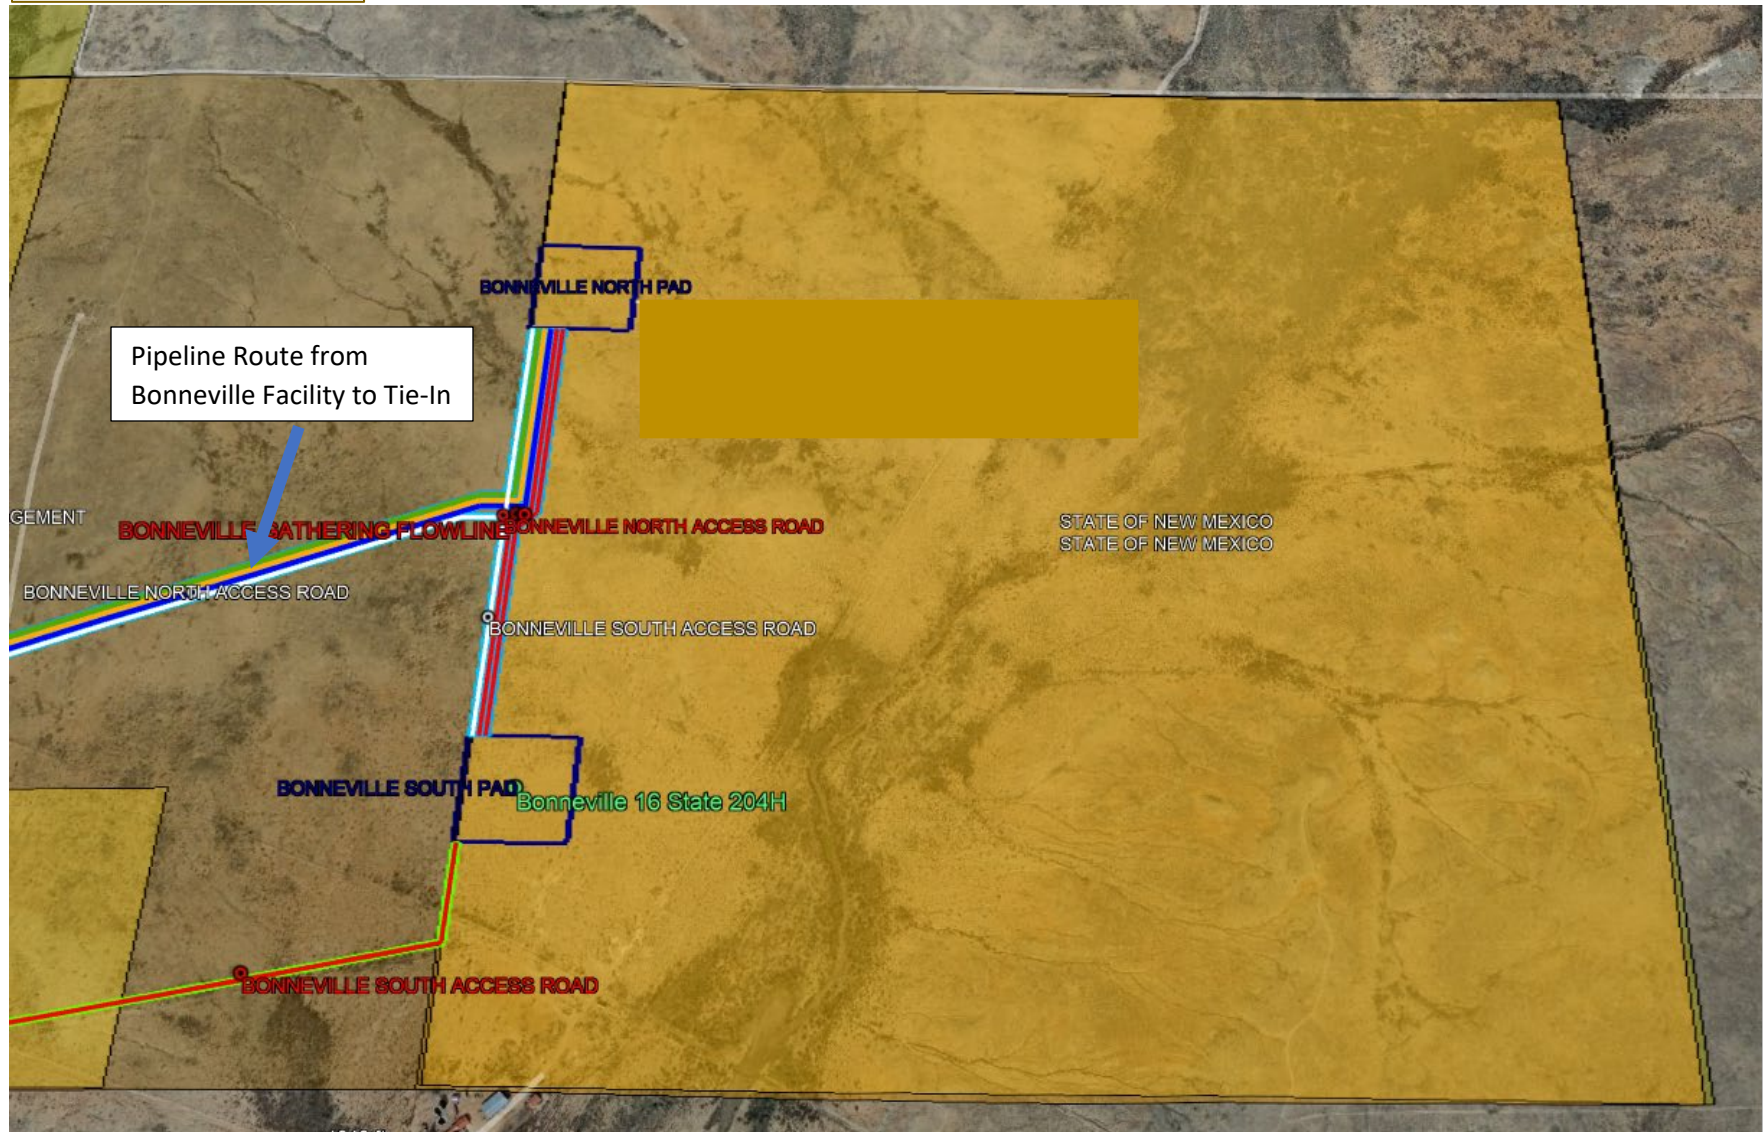 BONNEVILLE NORTH PAD
Pipeline Route from
Bonneville Facility to Tie-In
GEMENT
BONNEVILLE GATHERING FLOWLINE
BONNEVILLE NORTH ACCESS ROAD
STATE OF NEW MEXICO
STATE OF NEW MEXICO
BONNEVILLE NORTH ACCESS ROAD
BONNEVILLE SOUTH ACCESS ROAD
BONNEVILLE SOUTH PAD
Bonneville 16 State 204H
BONNEVILLE SOUTH ACCESS ROAD